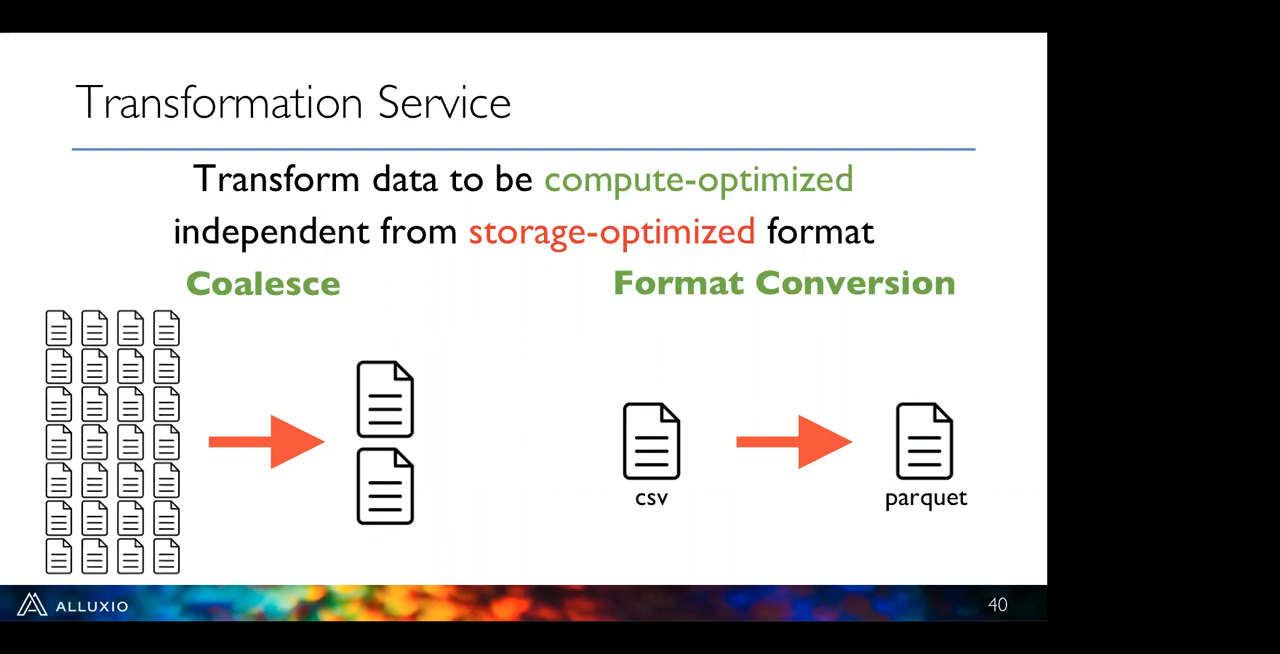 Transformation Service
Transform data to be compute-optimized
independent from storage-optimized format
Coalesce
Format Conversion
csv
parquet
ALLUXIO
40